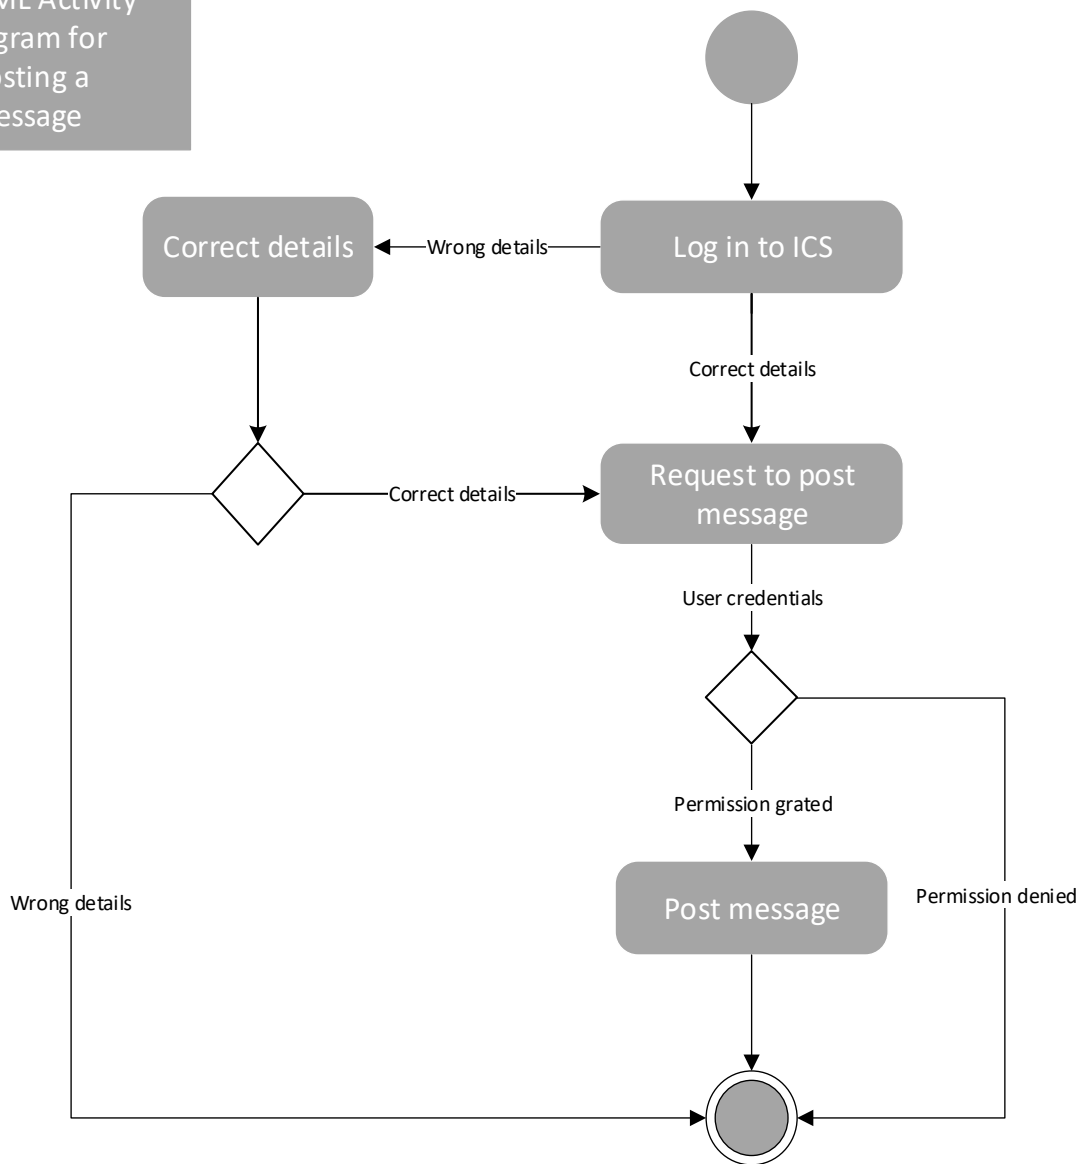 ML Activity
gram for
sting a
essage
Correct details
Wrong details
Log in to ICS
Correct details
Correct details
Request to post
message
User credentials
Permission grated
Wrong details
Post message
Permission denied